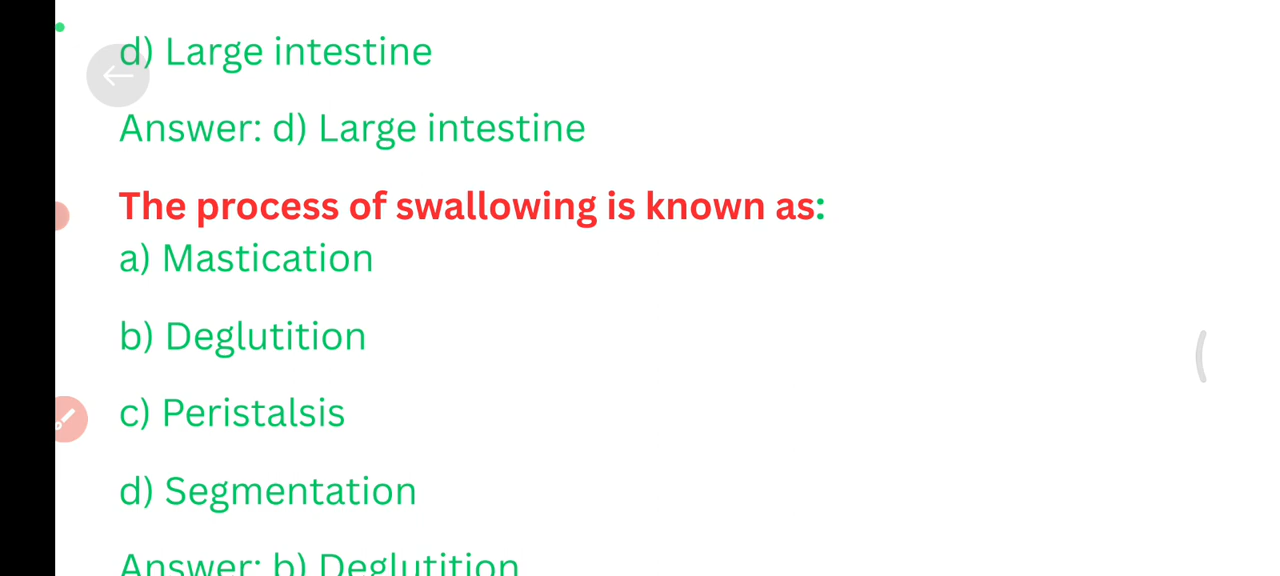 d) Large intestine
Answer: d) Large intestine
The process of swallowing is known as:
a) Mastication
b) Deglutition
c) Peristalsis
d) Segmentation
Answer: b) Deglutition